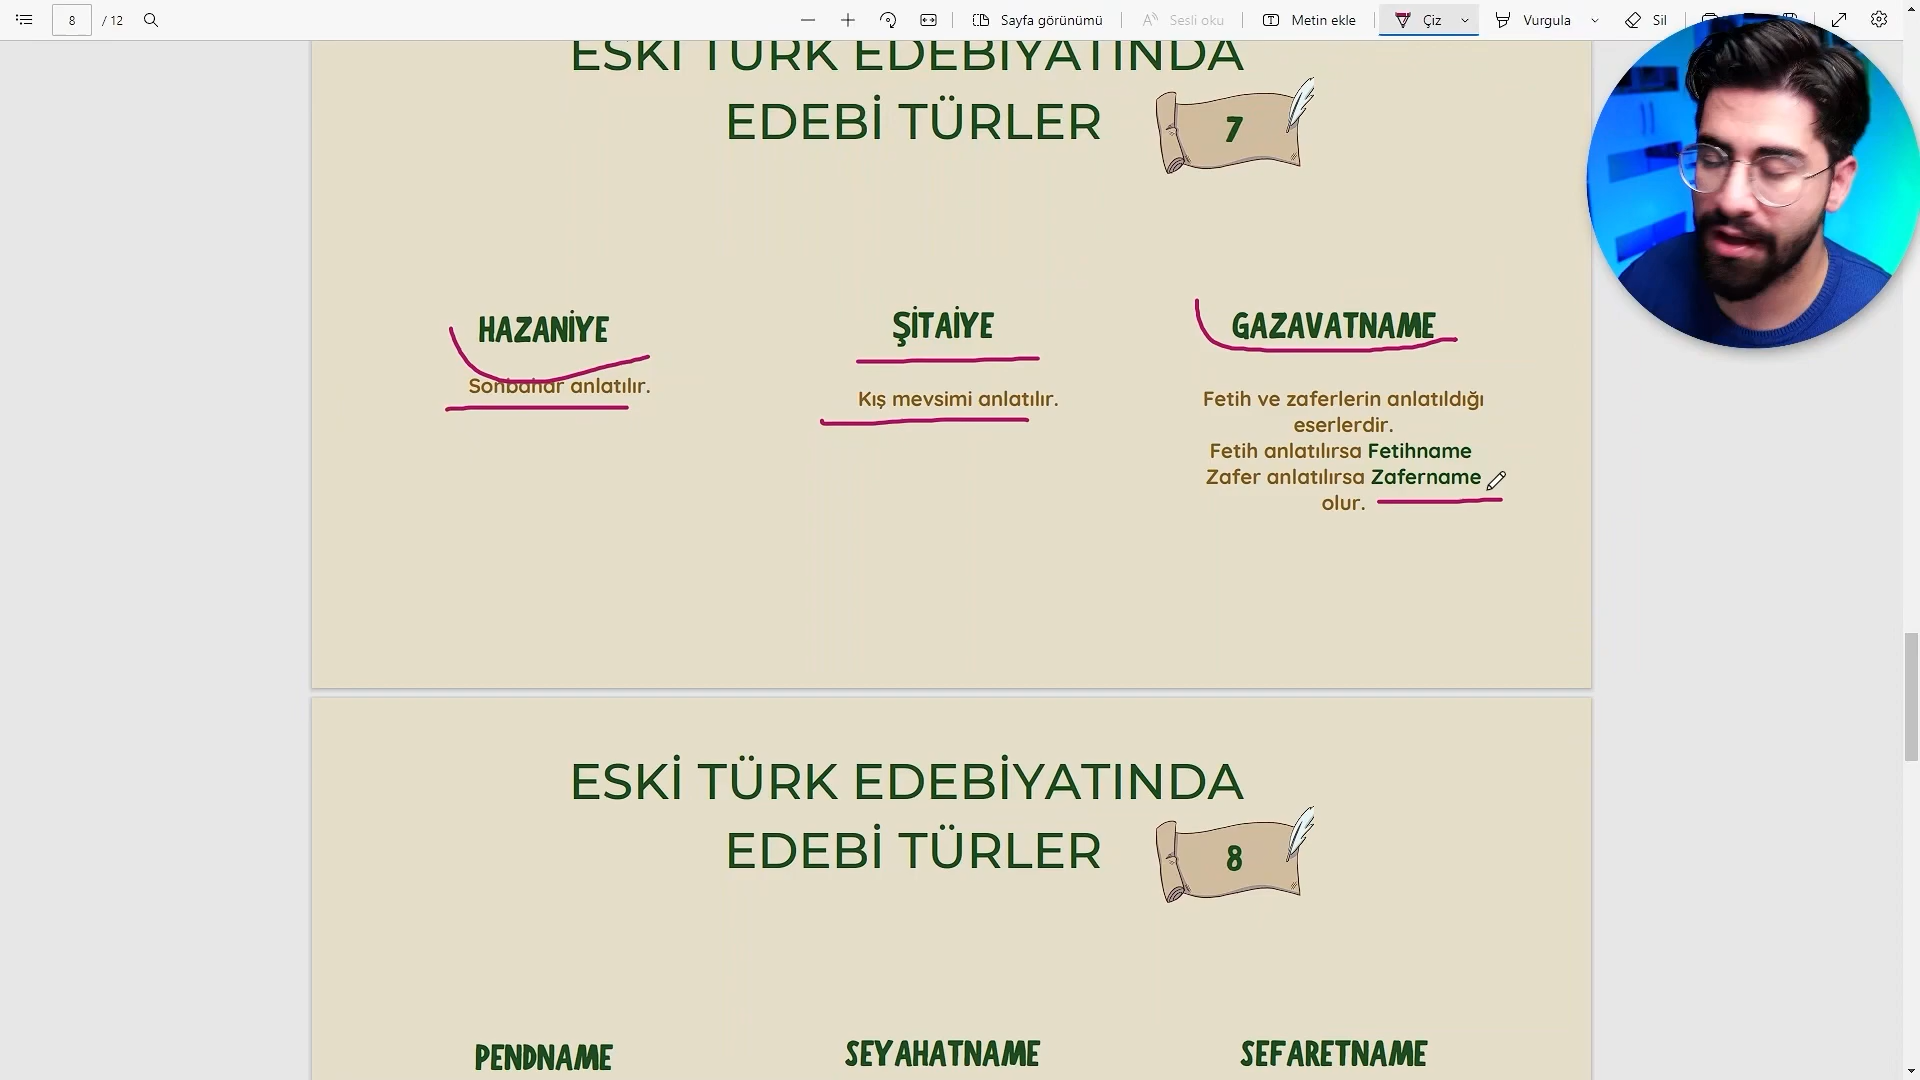 8 / 12 Sayfa görünümü Sesli oku Metin ekle Çiz Vurgula Sil
ESKİ TÜRK EDEBİYATINDA
EDEBİ TÜRLER
7
HAZANİYE
Sonbahar anlatılır.
ŞİTAİYE
Kış mevsimi anlatılır.
GAZAVATNAME
Fetih ve zaferlerin anlatıldığı
eserlerdir.
Fetih anlatılırsa Fetihname
Zafer anlatılırsa Zafername
olur.
ESKİ TÜRK EDEBİYATINDA
EDEBİ TÜRLER
8
PENDNAME
SEYAHATNAME
SEFARETNAME